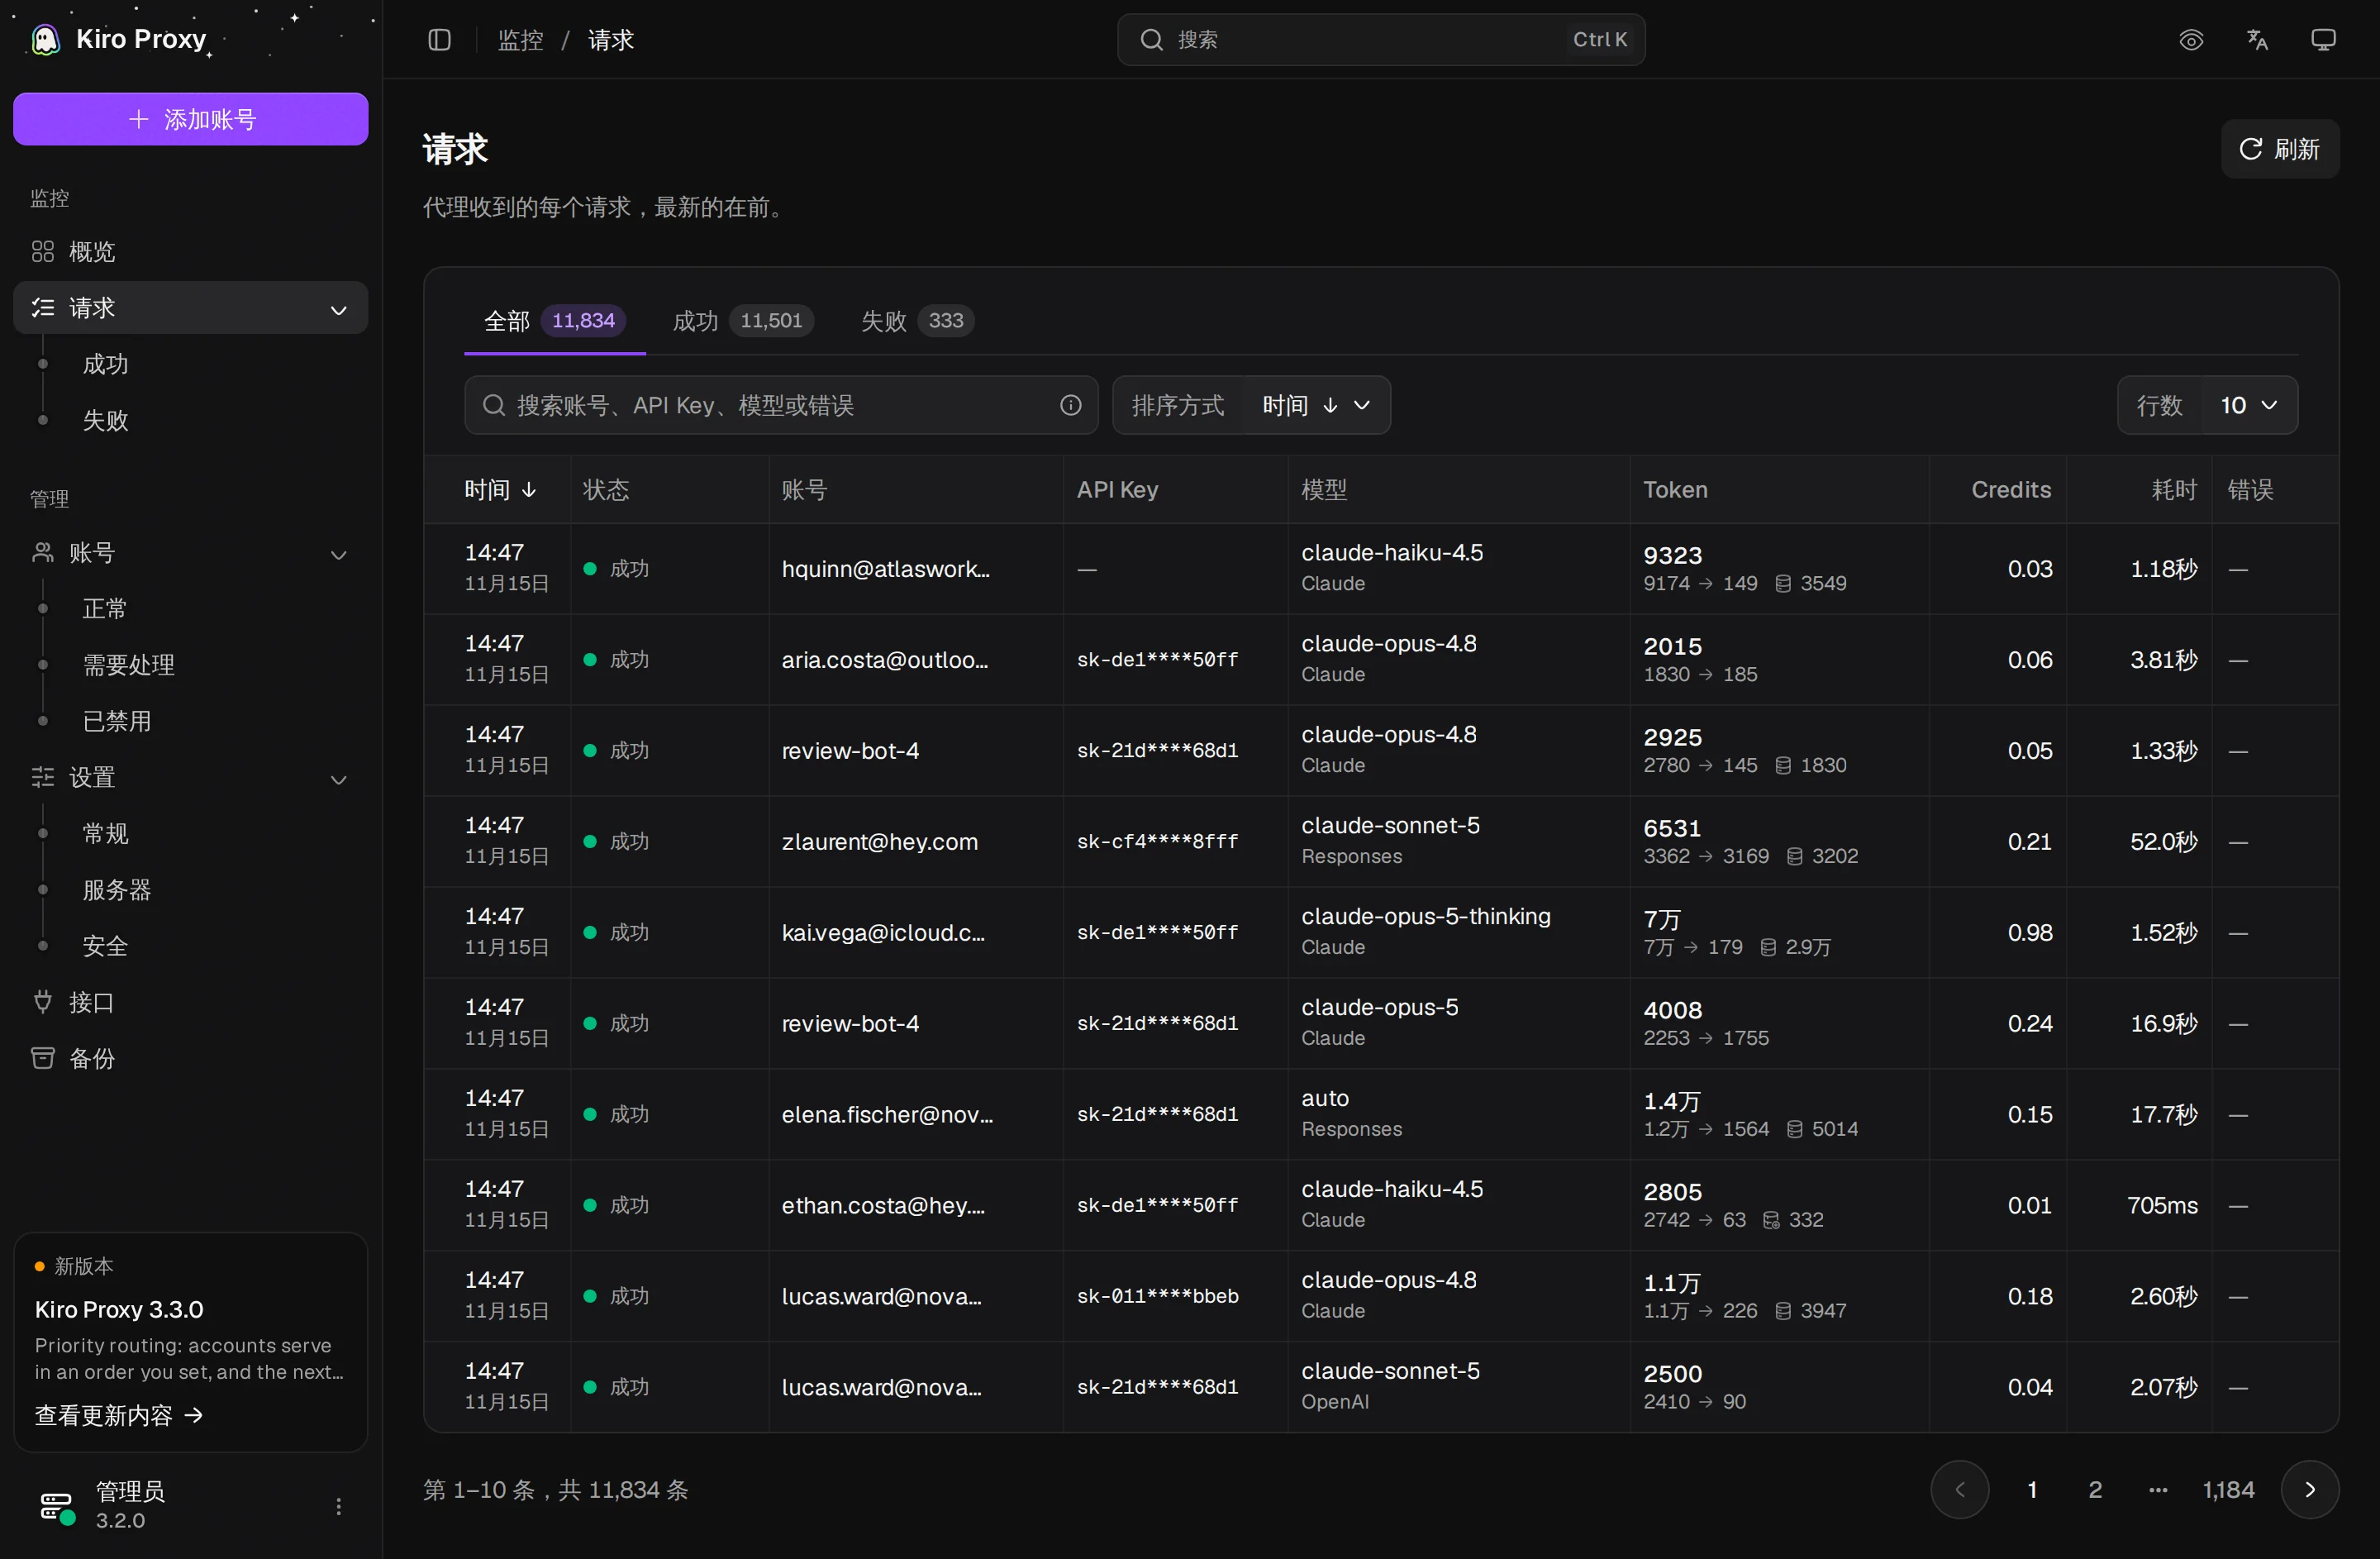 Kiro Proxy
添加账号
监控
概览
请求
成功
失败
管理
账号
正常
需要处理
已禁用
设置
常规
服务器
安全
接口
备份
新版本
Kiro Proxy 3.3.0
Priority routing: accounts serve
in an order you set, and the next...
查看更新内容
管理员
3.2.0
监控 / 请求
搜索 Ctrl K
请求
刷新
代理收到的每个请求，最新的在前。
全部 11,834 成功 11,501 失败 333
搜索账号、API Key、模型或错误 排序方式 时间 行数 10
时间 状态 账号 API Key 模型 Token Credits 耗时 错误
14:47 成功 hquinn@atlaswork... — claude-haiku-4.5 9323 0.03 1.18秒 —
11月15日 Claude 9174 → 149 3549
14:47 成功 aria.costa@outloo... sk-de1****50ff claude-opus-4.8 2015 0.06 3.81秒 —
11月15日 Claude 1830 → 185
14:47 成功 review-bot-4 sk-21d****68d1 claude-opus-4.8 2925 0.05 1.33秒 —
11月15日 Claude 2780 → 145 1830
14:47 成功 zlaurent@hey.com sk-cf4****8fff claude-sonnet-5 6531 0.21 52.0秒 —
11月15日 Responses 3362 → 3169 3202
14:47 成功 kai.vega@icloud.c... sk-de1****50ff claude-opus-5-thinking 7万 0.98 1.52秒 —
11月15日 Claude 7万 → 179 2.9万
14:47 成功 review-bot-4 sk-21d****68d1 claude-opus-5 4008 0.24 16.9秒 —
11月15日 Claude 2253 → 1755
14:47 成功 elena.fischer@nov... sk-21d****68d1 auto 1.4万 0.15 17.7秒 —
11月15日 Responses 1.2万 → 1564 5014
14:47 成功 ethan.costa@hey.... sk-de1****50ff claude-haiku-4.5 2805 0.01 705ms —
11月15日 Claude 2742 → 63 332
14:47 成功 lucas.ward@nova... sk-011****bbeb claude-opus-4.8 1.1万 0.18 2.60秒 —
11月15日 Claude 1.1万 → 226 3947
14:47 成功 lucas.ward@nova... sk-21d****68d1 claude-sonnet-5 2500 0.04 2.07秒 —
11月15日 OpenAI 2410 → 90
第 1–10 条，共 11,834 条 1 2 ... 1,184